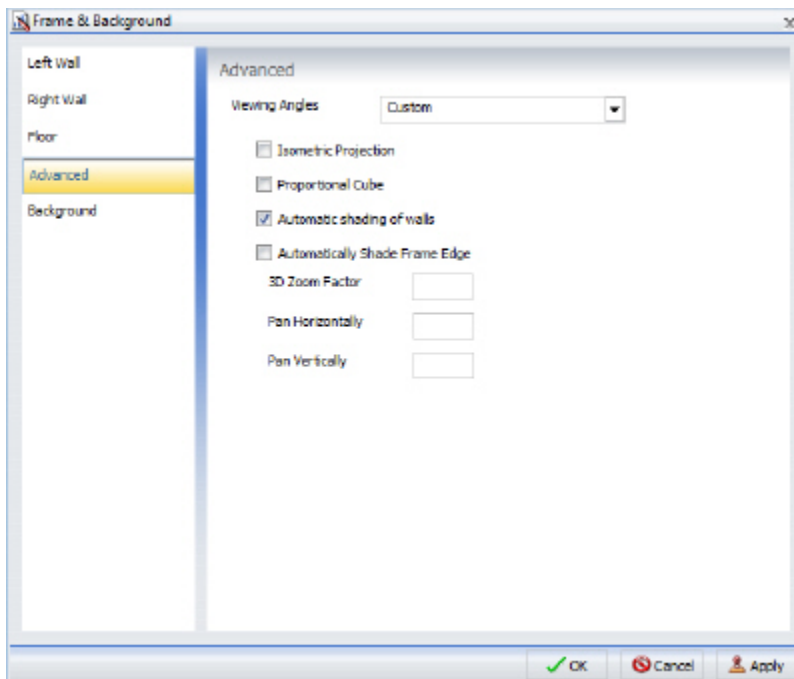 Frame & Background
Left Wall
Right Wall
Floor
Advanced
Background
Advanced
Viewing Angles Custom
Isometric Projection
Proportional Cube
Automatic shading of walls
Automatically Shade Frame Edge
3D Zoom Factor
Pan Horizontally
Pan Vertically
OK Cancel Apply